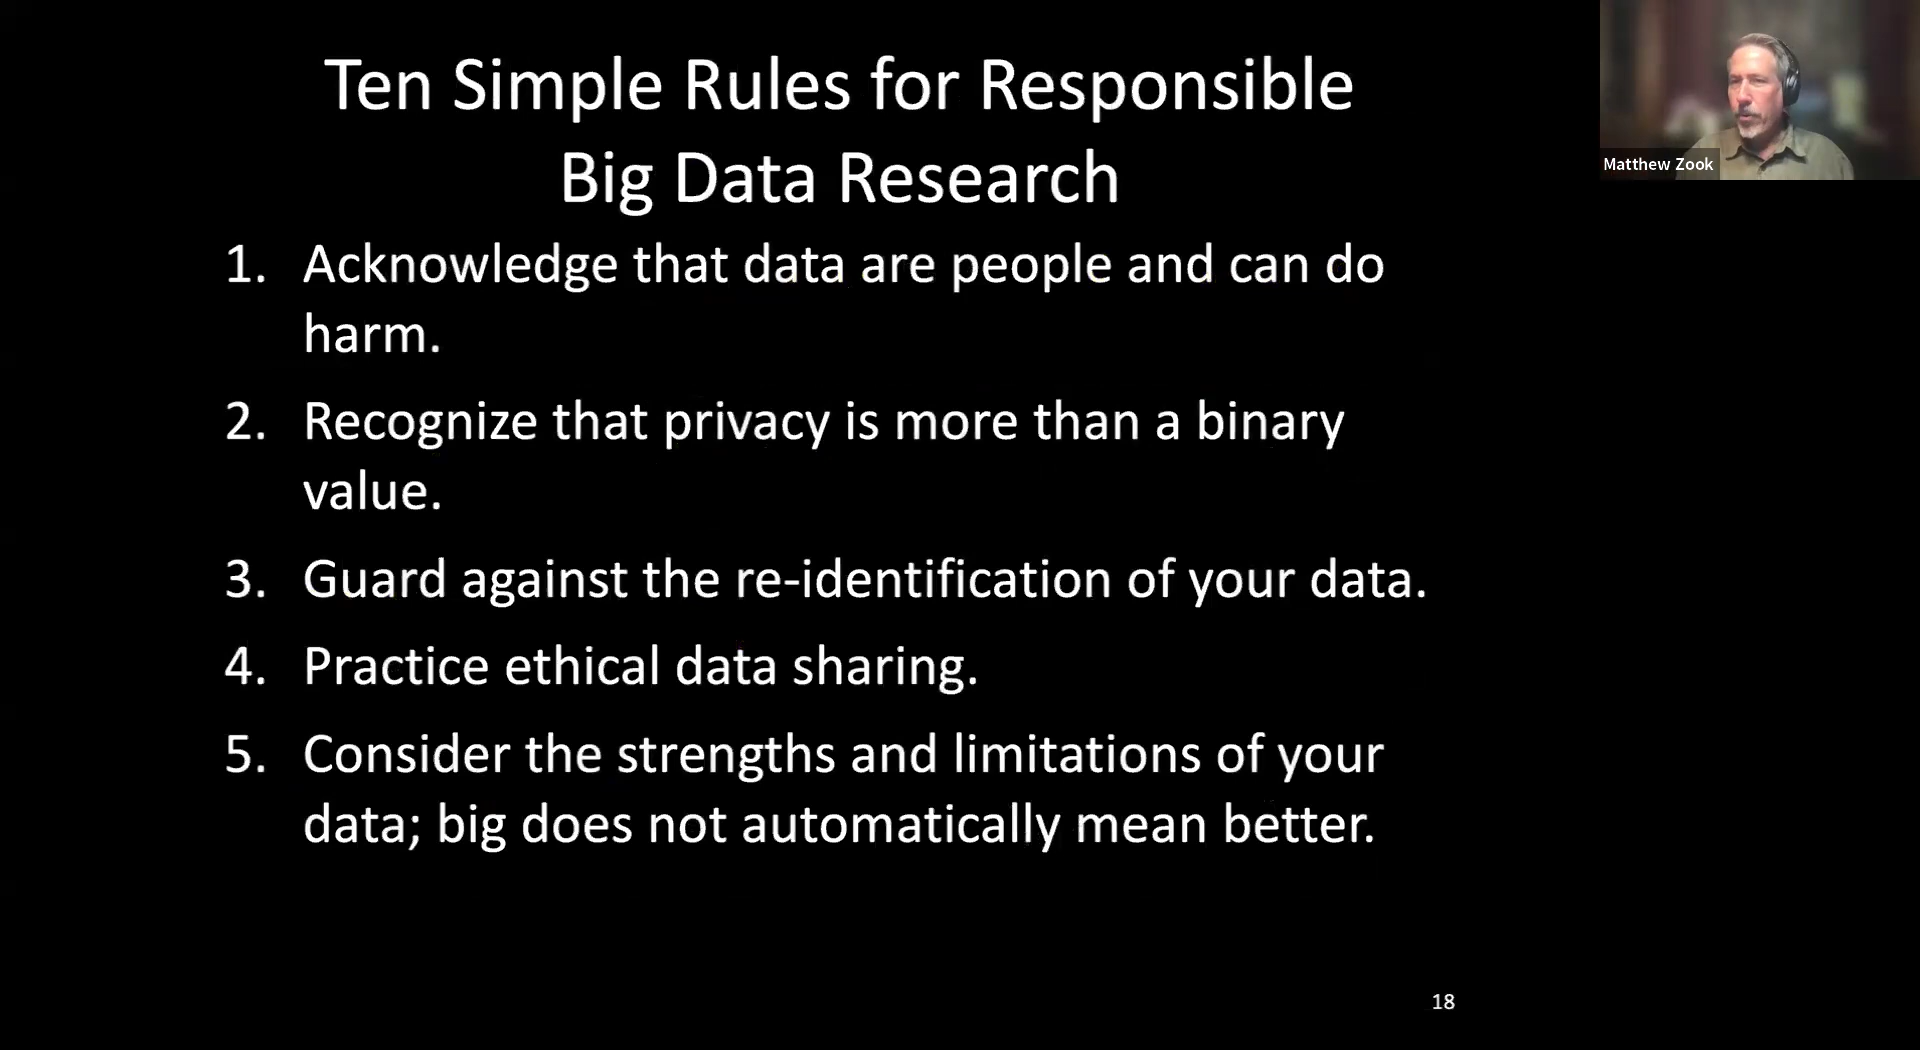 Ten Simple Rules for Responsible
Big Data Research
1. Acknowledge that data are people and can do
harm.
2. Recognize that privacy is more than a binary
value.
3. Guard against the re-identification of your data.
4. Practice ethical data sharing.
5. Consider the strengths and limitations of your
data; big does not automatically mean better.
18
Matthew Zook